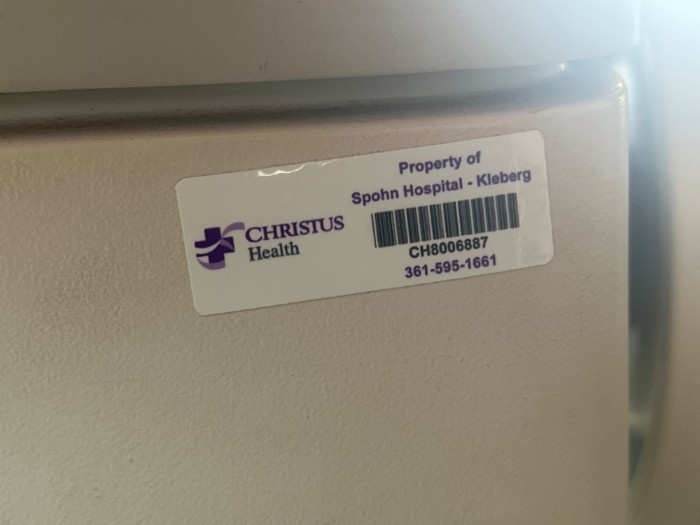 CHRISTUS
Health
Property of
Spohn Hospital - Kleberg
CH8006887
361-595-1661